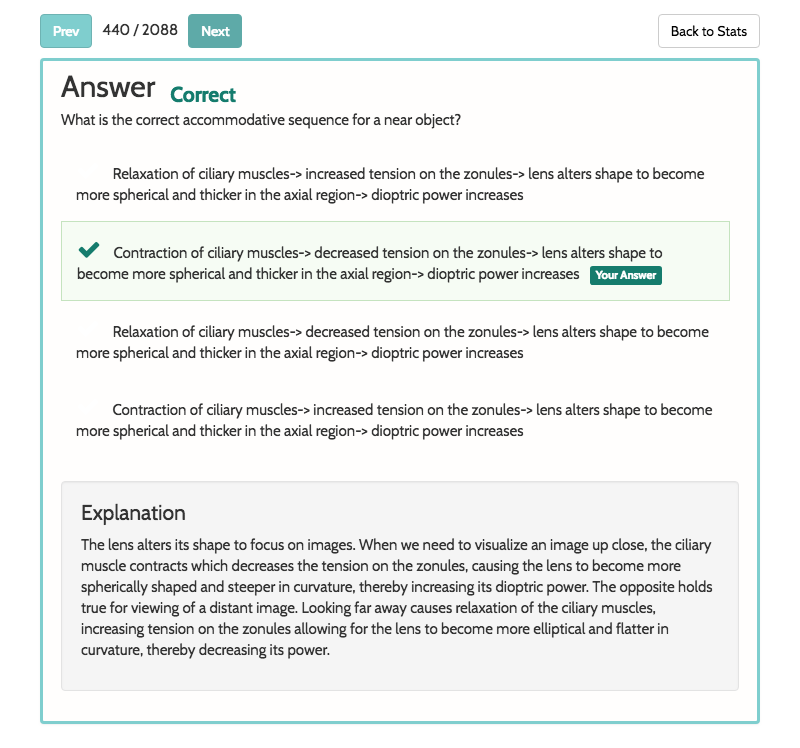 Prev 440 / 2088 Next Back to Stats
Answer Correct
What is the correct accommodative sequence for a near object?
Relaxation of ciliary muscles-> increased tension on the zonules-> lens alters shape to become
more spherical and thicker in the axial region-> dioptric power increases
Contraction of ciliary muscles-> decreased tension on the zonules-> lens alters shape to
become more spherical and thicker in the axial region-> dioptric power increases Your Answer
Relaxation of ciliary muscles-> decreased tension on the zonules-> lens alters shape to become
more spherical and thicker in the axial region-> dioptric power increases
Contraction of ciliary muscles-> increased tension on the zonules-> lens alters shape to become
more spherical and thicker in the axial region-> dioptric power increases
Explanation
The lens alters its shape to focus on images. When we need to visualize an image up close, the ciliary
muscle contracts which decreases the tension on the zonules, causing the lens to become more
spherically shaped and steeper in curvature, thereby increasing its dioptric power. The opposite holds
true for viewing of a distant image. Looking far away causes relaxation of the ciliary muscles,
increasing tension on the zonules allowing for the lens to become more elliptical and flatter in
curvature, thereby decreasing its power.